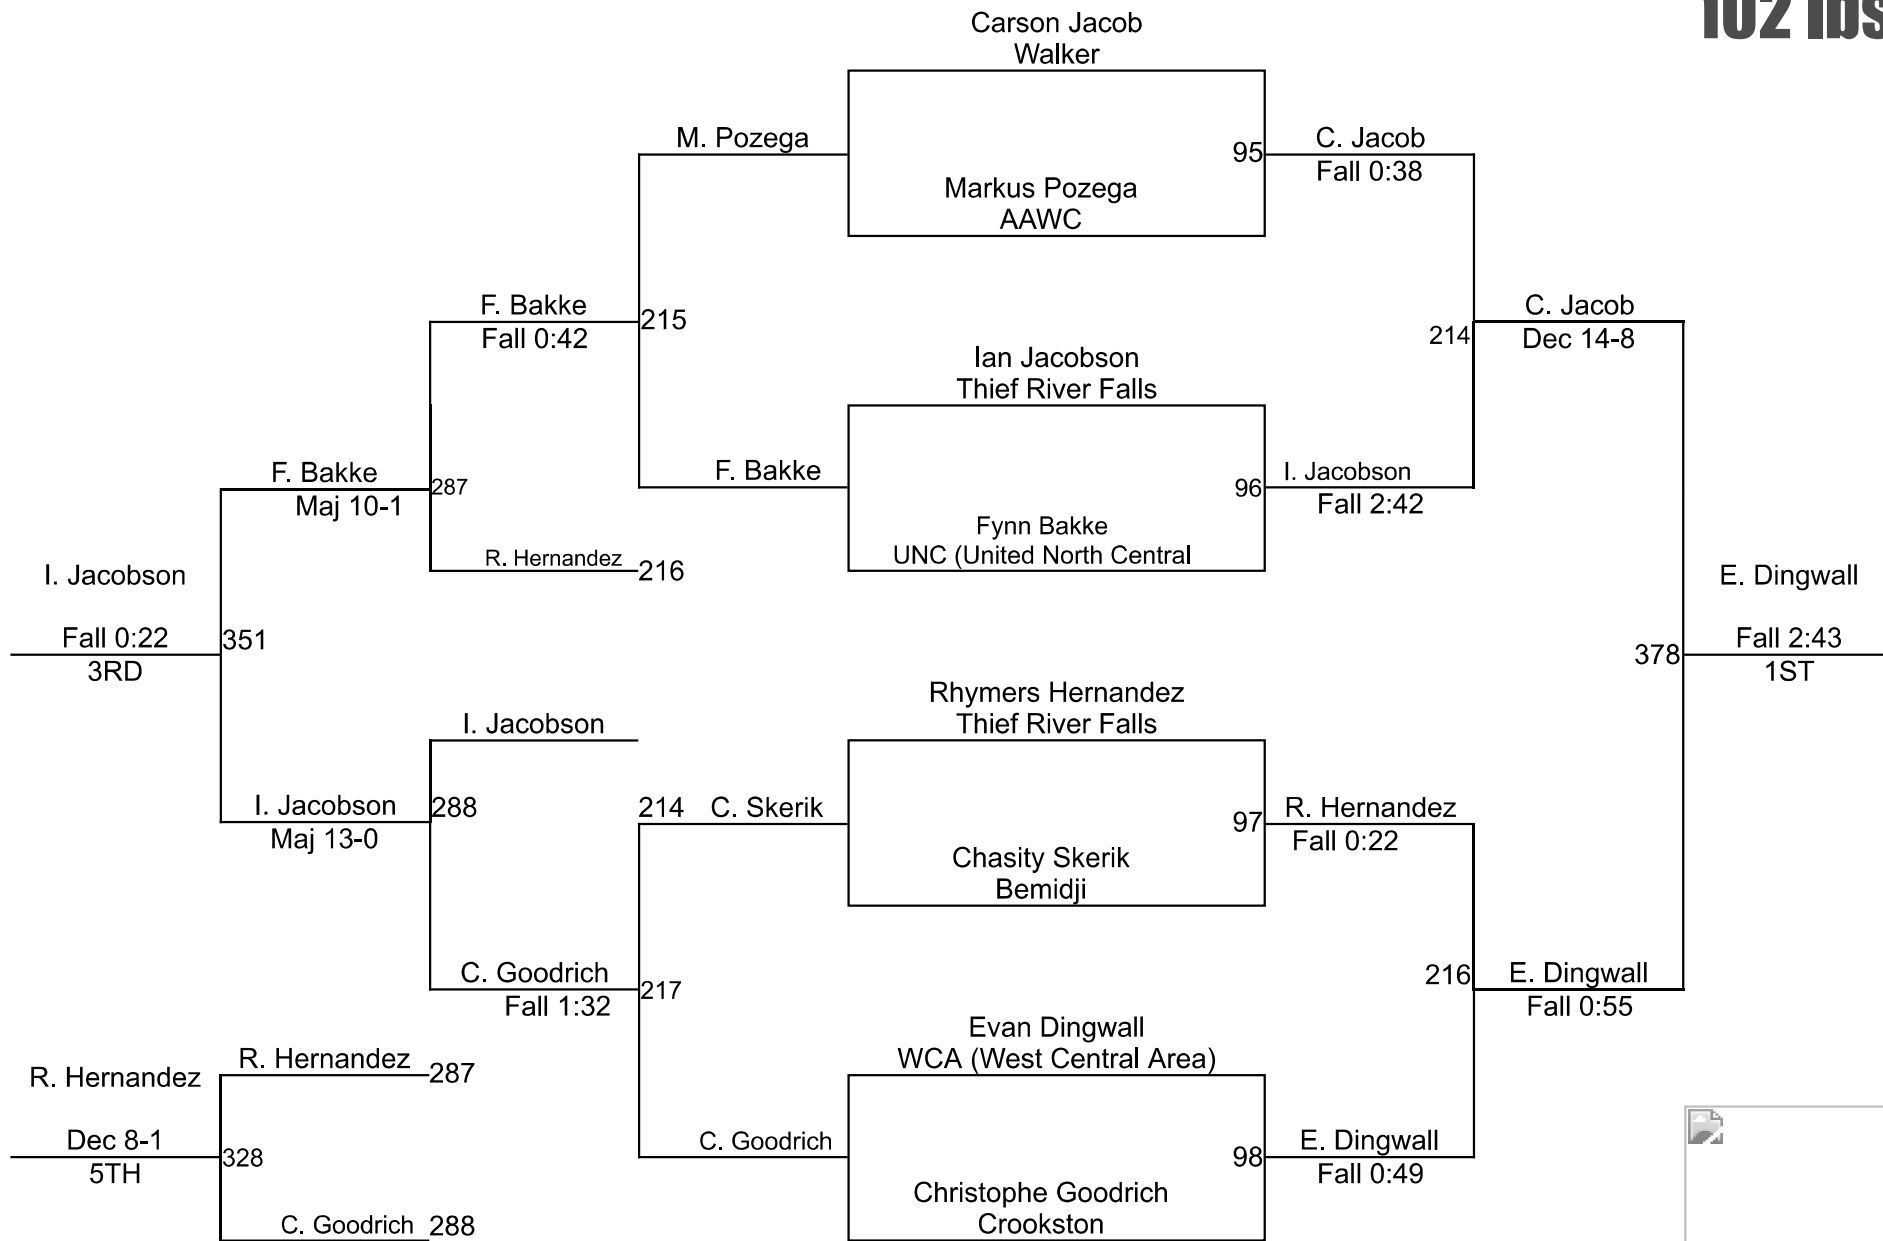 102 lbs
Carson Jacob
Walker
M. Pozega
95
C. Jacob
Fall 0:38
Markus Pozega
AAWC
F. Bakke
Fall 0:42
215
C. Jacob
Dec 14-8
214
Ian Jacobson
Thief River Falls
F. Bakke
Maj 10-1
287
F. Bakke
96
I. Jacobson
Fall 2:42
Fynn Bakke
UNC (United North Central
R. Hernandez
216
I. Jacobson
Fall 0:22
3RD
351
E. Dingwall
Fall 2:43
1ST
378
Rhymers Hernandez
Thief River Falls
I. Jacobson
I. Jacobson
Maj 13-0
288
214
C. Skerik
97
R. Hernandez
Fall 0:22
Chasity Skerik
Bemidji
C. Goodrich
Fall 1:32
217
216
E. Dingwall
Fall 0:55
Evan Dingwall
WCA (West Central Area)
R. Hernandez
287
R. Hernandez
Dec 8-1
5TH
328
C. Goodrich
98
E. Dingwall
Fall 0:49
Christophe Goodrich
Crookston
C. Goodrich
288